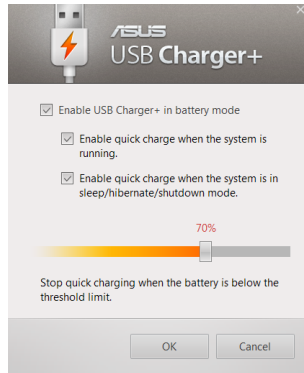 ASUS
USB Charger+
Enable USB Charger+ in battery mode
Enable quick charge when the system is
running.
Enable quick charge when the system is in
sleep/hibernate/shutdown mode.
70%
Stop quick charging when the battery is below the
threshold limit.
OK
Cancel